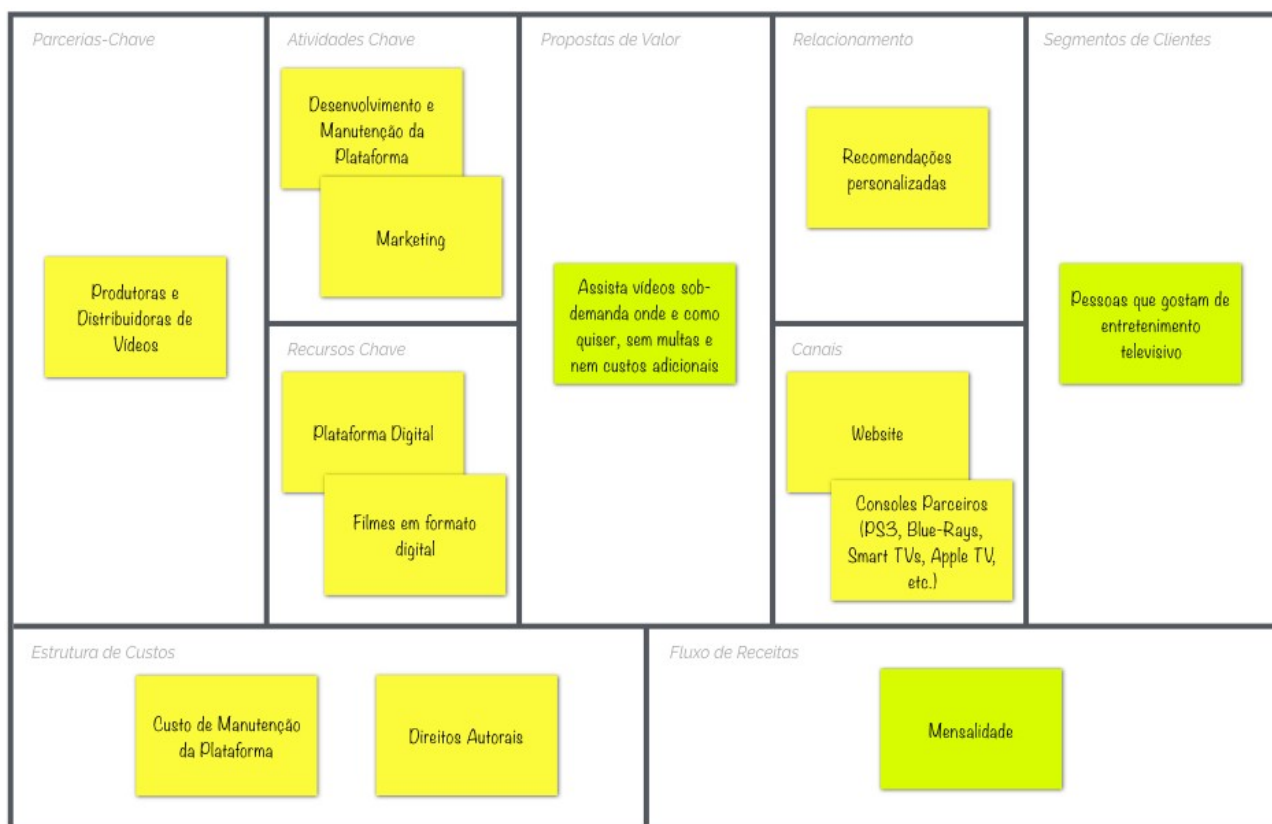 Parcerias-Chave
Produtoras e
Distribuidoras de
Vídeos
Atividades Chave
Desenvolvimento e
Manutenção da
Plataforma
Marketing
Recursos Chave
Plataforma Digital
Filmes em formato
digital
Propostas de Valor
Assista vídeos sob-
demanda onde e como
quiser, sem multas e
nem custos adicionais
Relacionamento
Recomendações
personalizadas
Canais
Website
Consoles Parceiros
(PS3, Blue-Rays,
Smart TVs, Apple TV,
etc.)
Segmentos de Clientes
Pessoas que gostam de
entretenimento
televisivo
Estrutura de Custos
Custo de Manutenção
da Plataforma
Direitos Autorais
Fluxo de Receitas
Mensalidade